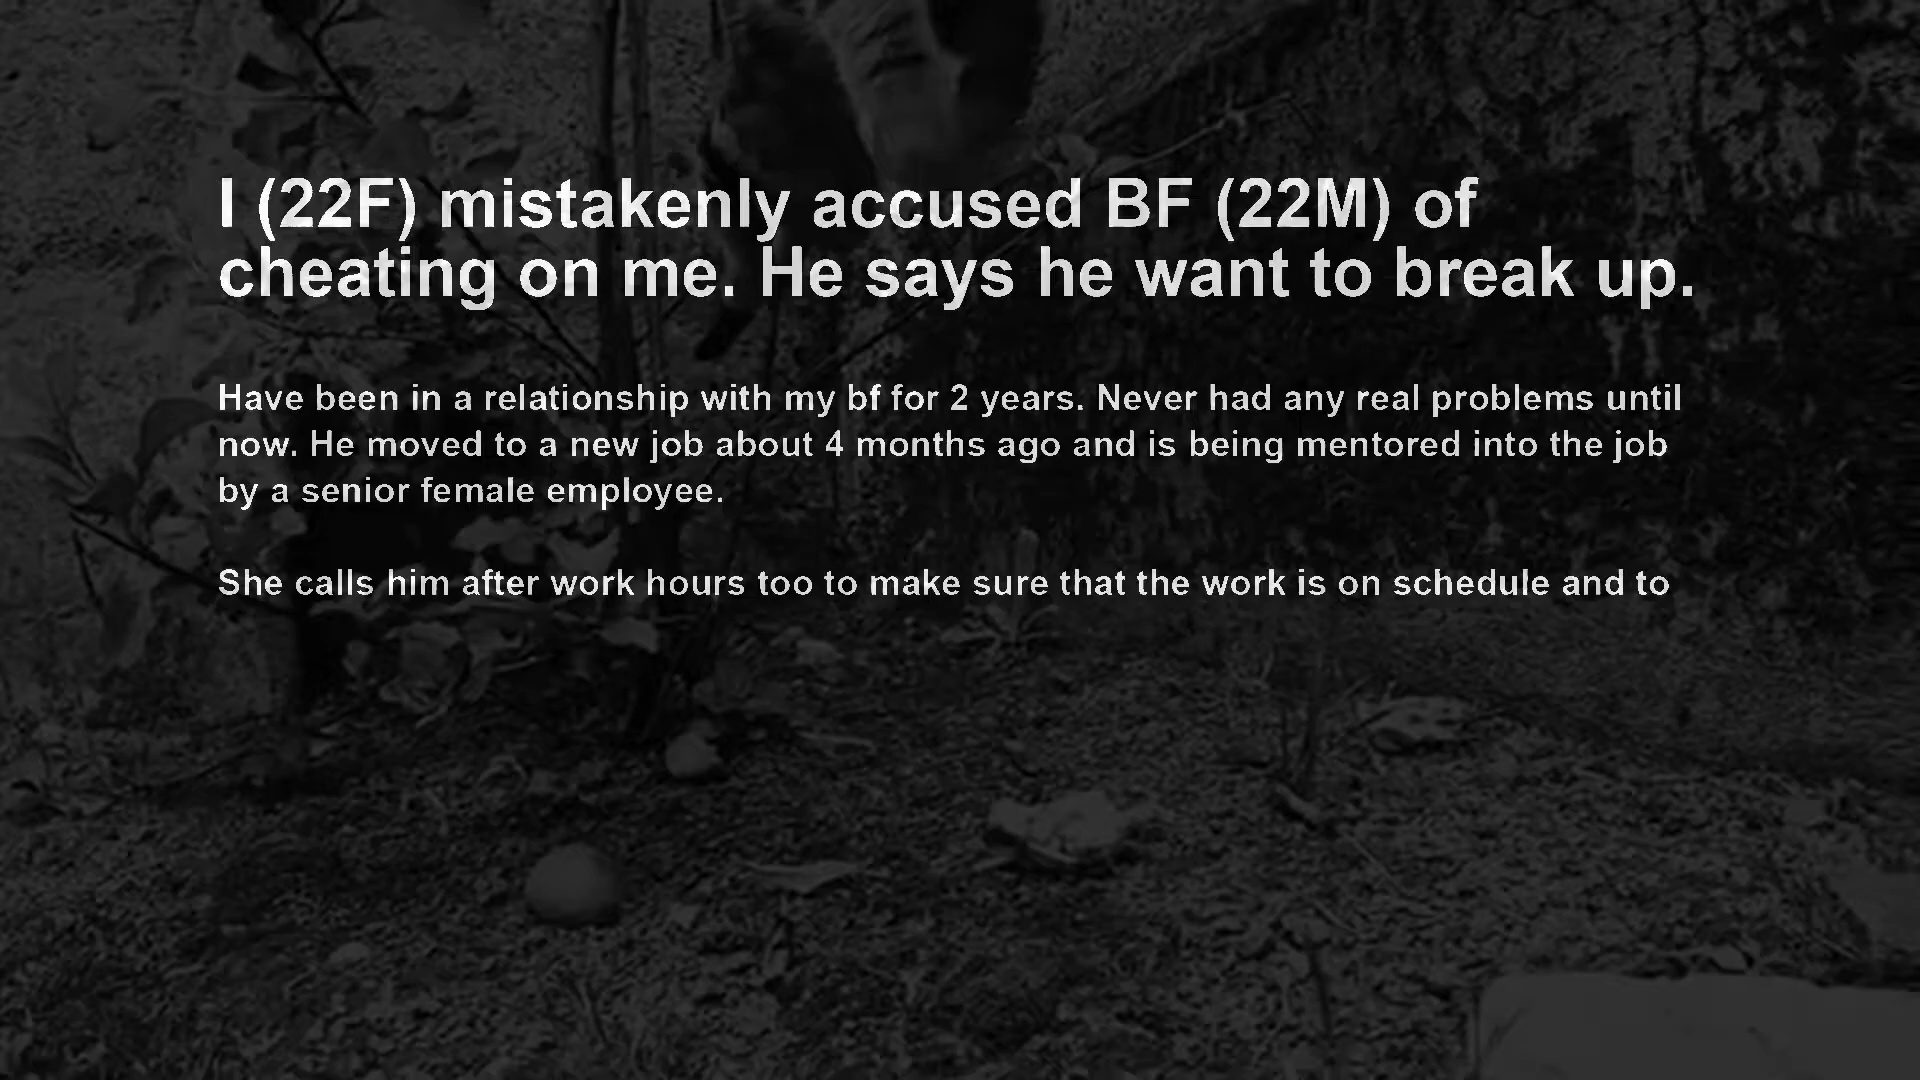 I (22F) mistakenly accused BF (22M) of
cheating on me. He says he want to break up.
Have been in a relationship with my bf for 2 years. Never had any real problems until
now. He moved to a new job about 4 months ago and is being mentored into the job
by a senior female employee.
She calls him after work hours too to make sure that the work is on schedule and to